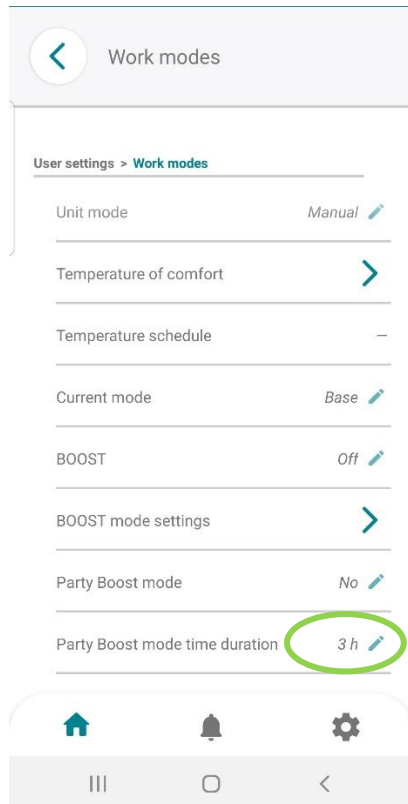 Work modes
User settings > Work modes
Unit mode Manual
Temperature of comfort
Temperature schedule –
Current mode Base
BOOST Off
BOOST mode settings
Party Boost mode No
Party Boost mode time duration 3 h